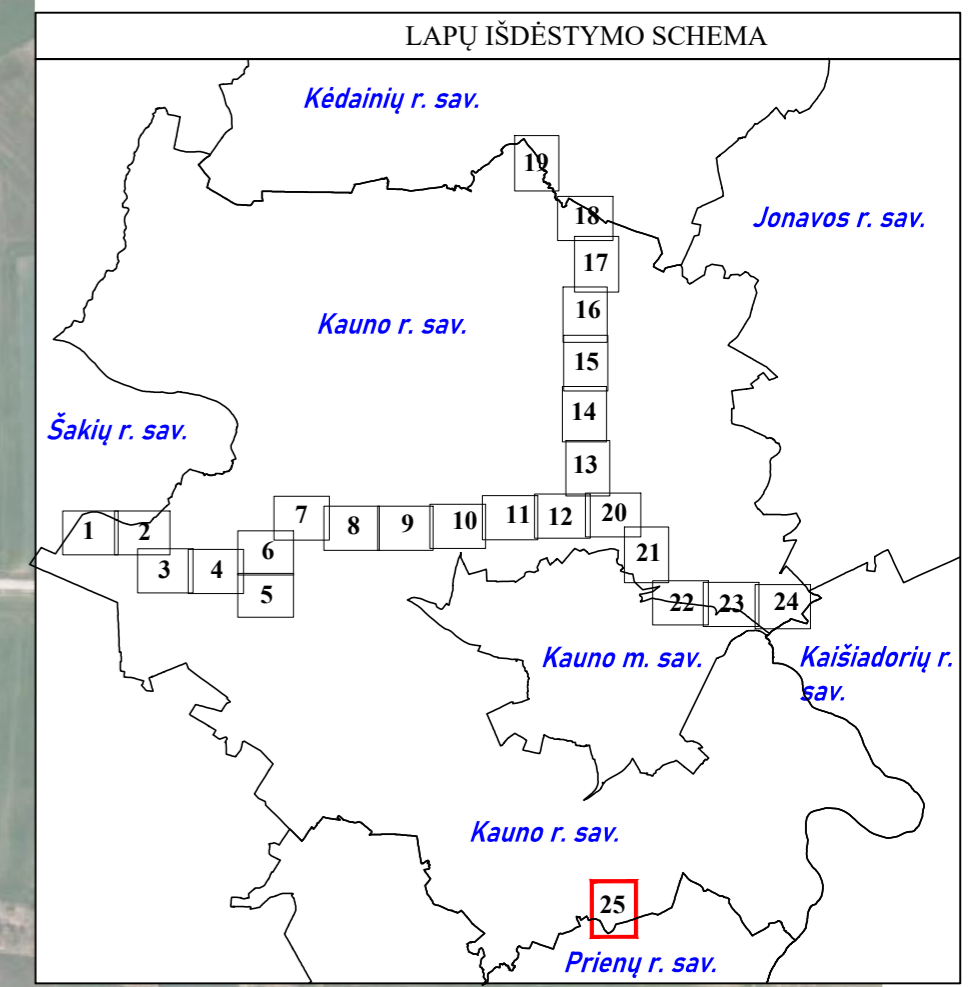 LAPŲ IŠDĖSTYMO SCHEMA
Kėdainių r. sav.
19
18
Jonavos r. sav.
17
16
Kauno r. sav.
15
14
Šakių r. sav.
13
7
11
12
20
1
2
8
9
10
6
21
3
4
5
22
23
24
Kauno m. sav.
Kaišiadorių r.
sav.
Kauno r. sav.
25
Prienų r. sav.